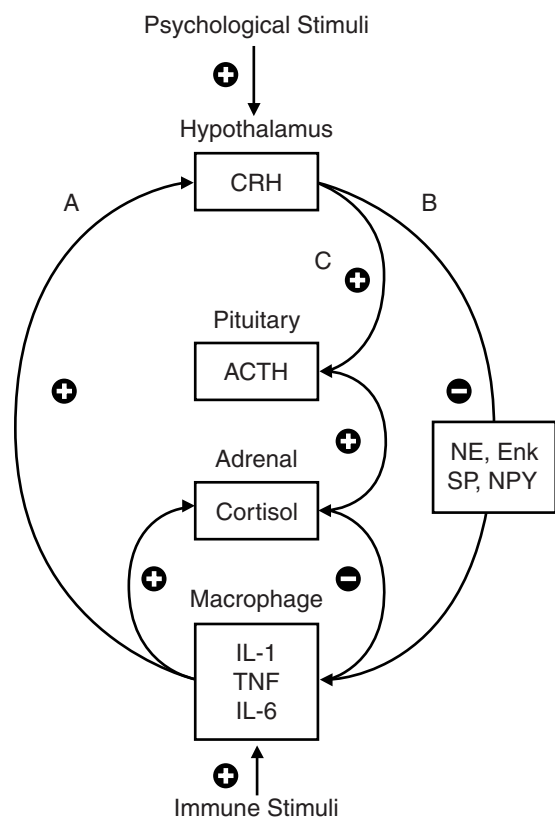 Psychological Stimuli
+
Hypothalamus
CRH
A
B
C
+
Pituitary
ACTH
+
−
+
NE, Enk
SP, NPY
Adrenal
Cortisol
+
−
Macrophage
IL-1
TNF
IL-6
+
Immune Stimuli